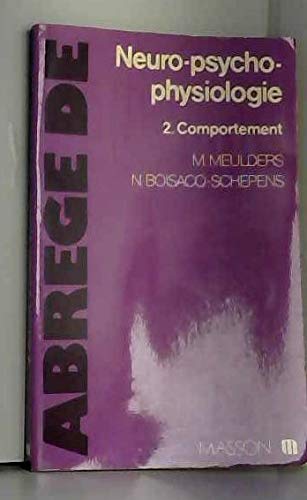 ABREGE DE
Neuro-psycho-
physiologie
2. Comportement
M. MEULDERS
N. BOISACQ-SCHEPENS
MASSON